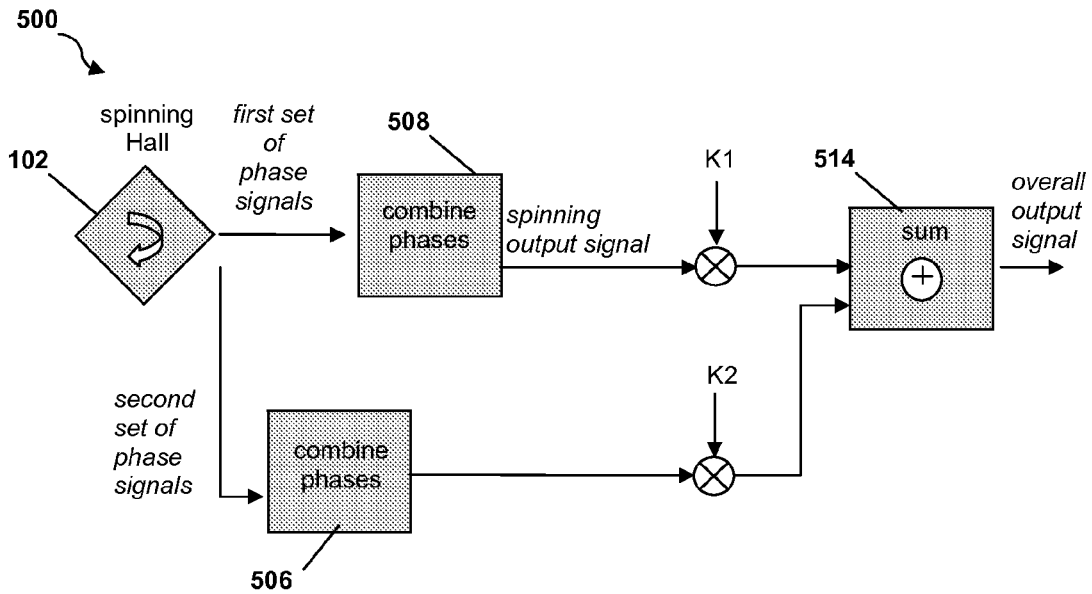 500
spinning
Hall
102
first set
of
phase
signals
508
combine
phases
spinning
output signal
K1
514
sum
+
overall
output
signal
second
set of
phase
signals
combine
phases
506
K2